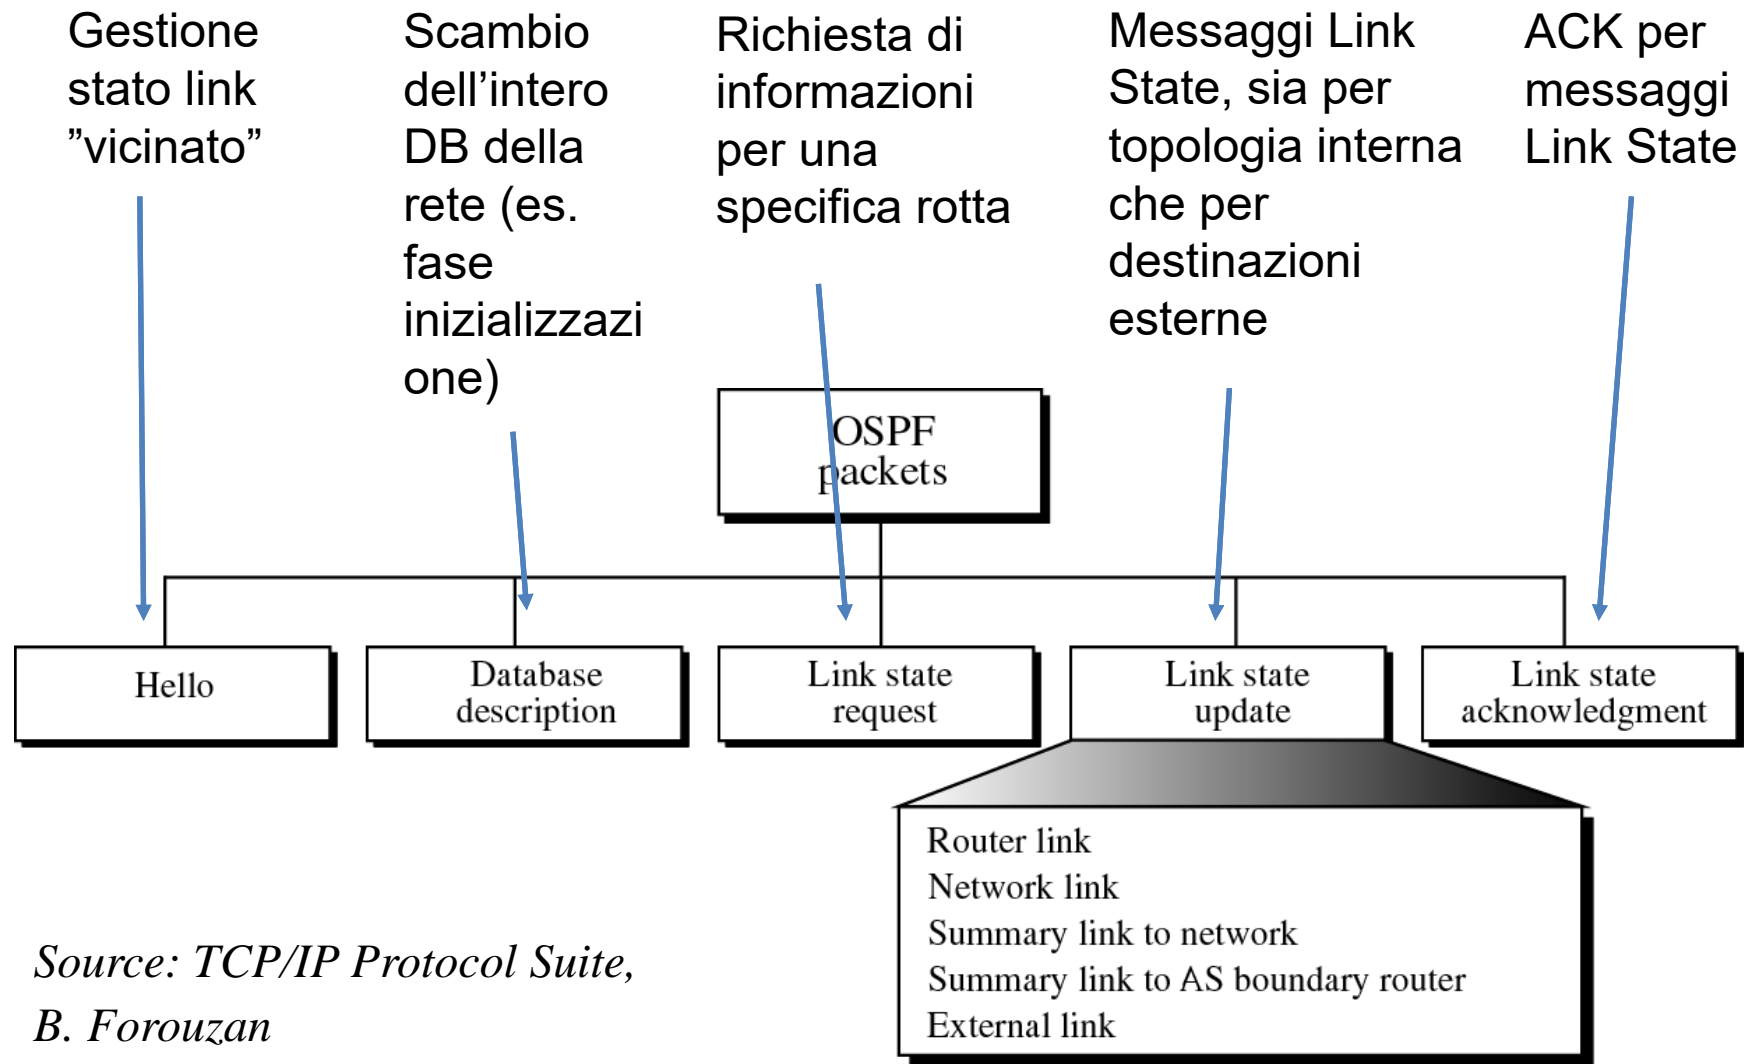 Gestione
stato link
”vicinato”
Scambio
dell’intero
DB della
rete (es.
fase
inizializzazi
one)
Richiesta di
informazioni
per una
specifica rotta
Messaggi Link
State, sia per
topologia interna
che per
destinazioni
esterne
ACK per
messaggi
Link State
OSPF
packets
Hello
Database
description
Link state
request
Link state
update
Link state
acknowledgment
Router link
Network link
Summary link to network
Summary link to AS boundary router
External link
Source: TCP/IP Protocol Suite,
B. Forouzan